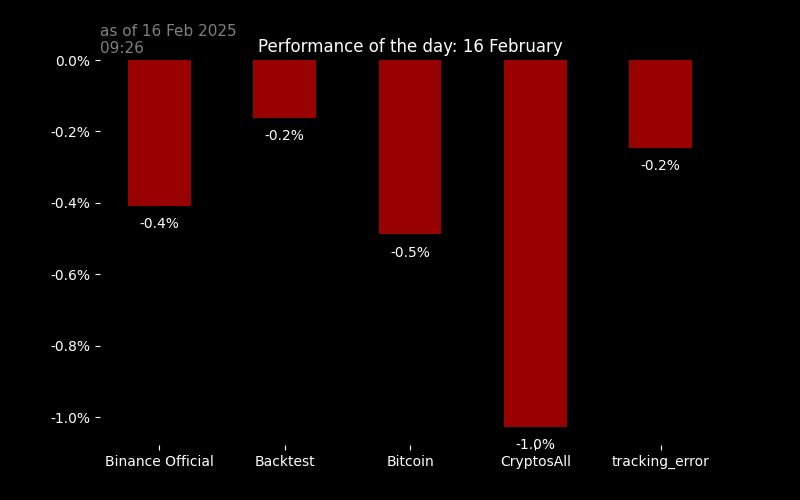 as of 16 Feb 2025
09:26
Performance of the day: 16 February
0.0%
-0.2%
-0.4%
-0.6%
-0.8%
-1.0%
-0.4%
-0.2%
-0.5%
-1.0%
-0.2%
Binance Official
Backtest
Bitcoin
CryptosAll
tracking_error